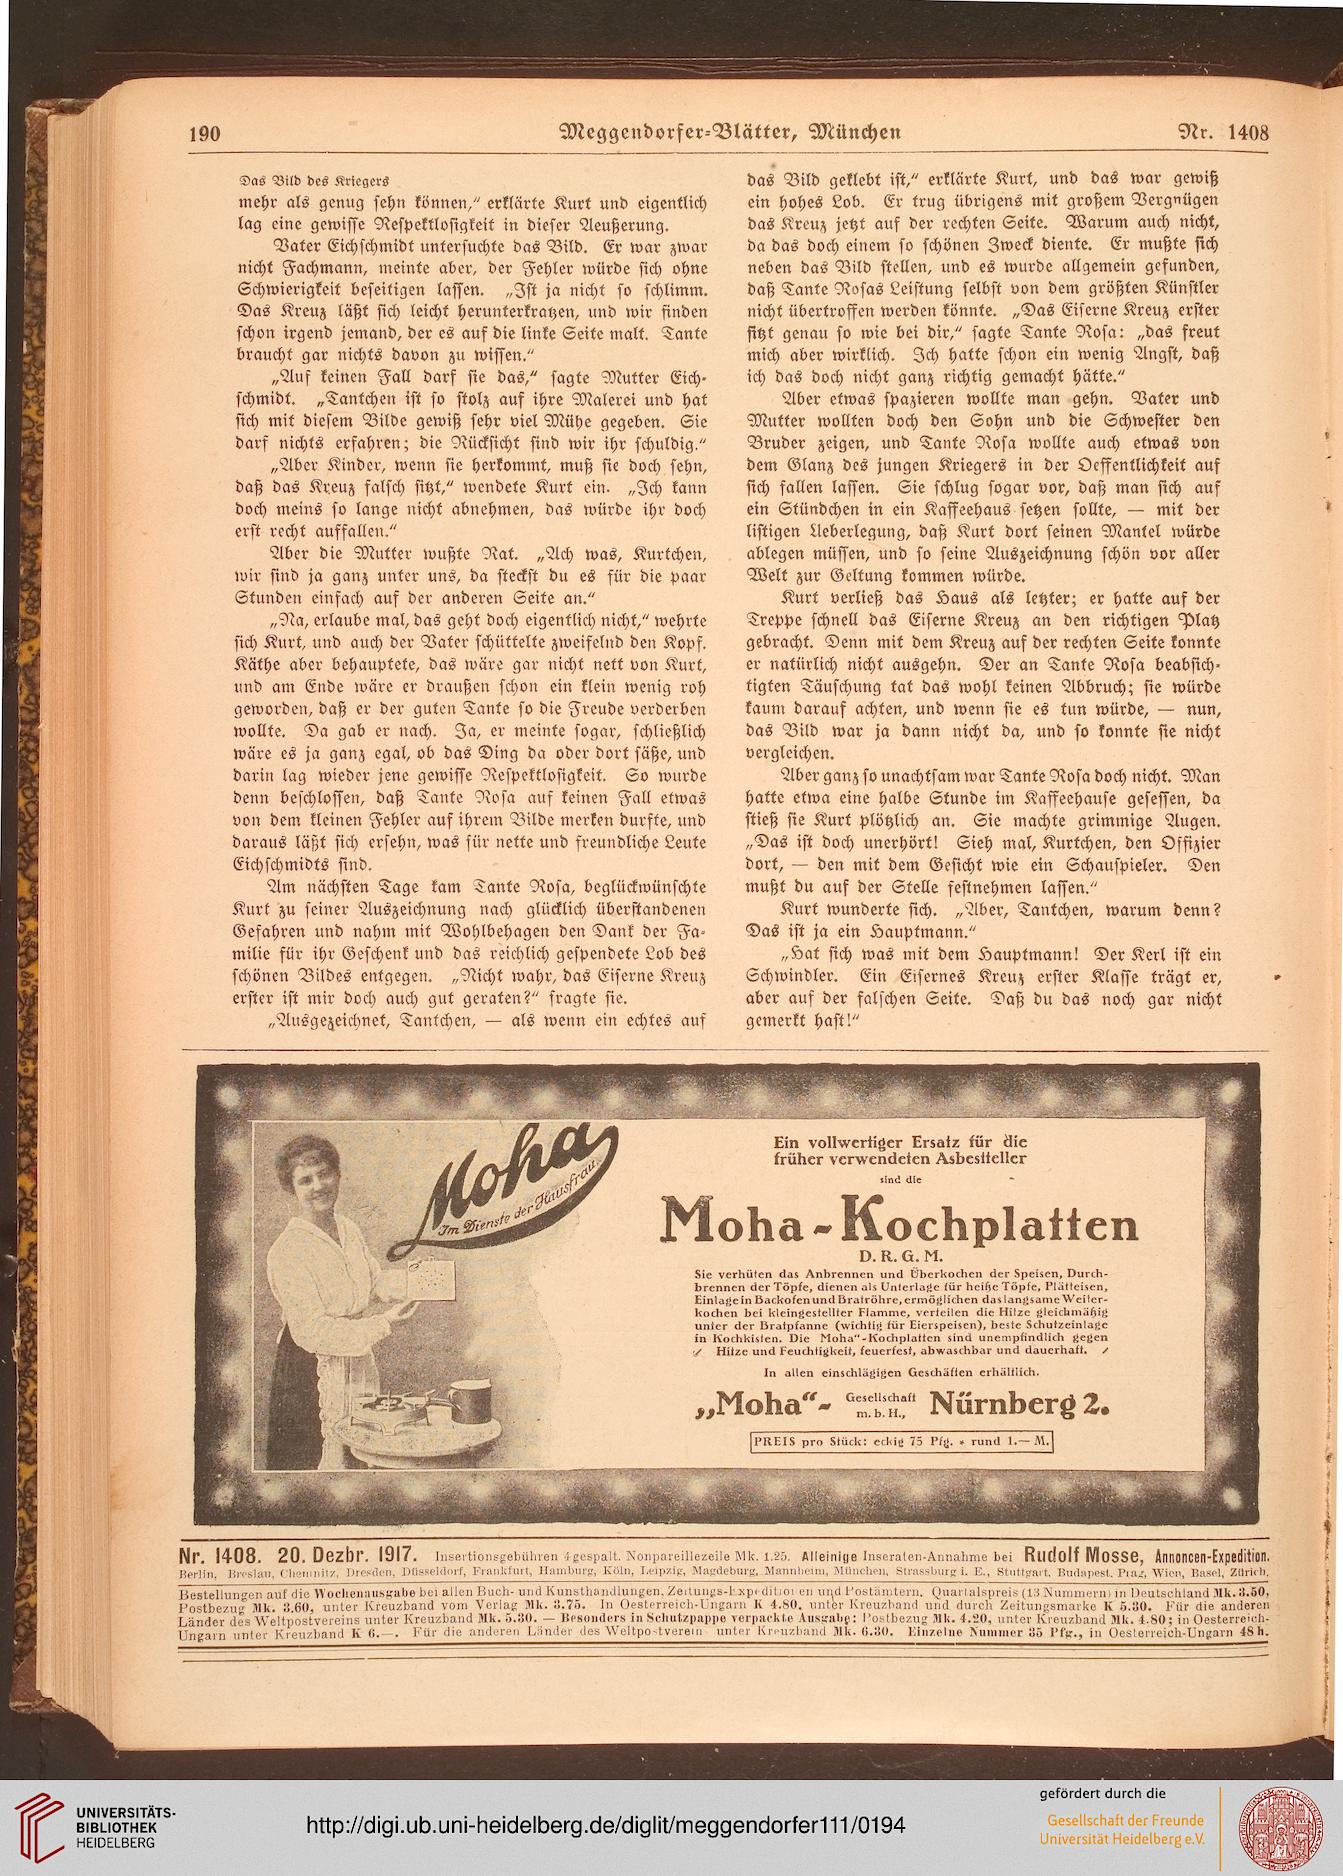 190
Meggendorfer-Blätter, München
Nr. 1408
Das Bild des Kriegers
mehr als genug sehn können,“ erklärte Kurt und eigentlich
lag eine gewisse Respektlosigkeit in dieser Aeußerung.
Vater Eichschmidt untersuchte das Bild. Er war zwar
nicht Fachmann, meinte aber, der Fehler würde sich ohne
Schwierigkeit beseitigen lassen. „Ist ja nicht so schlimm.
Das Kreuz läßt sich leicht herunterkratzen, und wir finden
schon irgend jemand, der es auf die linke Seite malt. Tante
braucht gar nichts davon zu wissen.“
„Auf keinen Fall darf sie das,“ sagte Mutter Eich-
schmidt. „Tantchen ist so stolz auf ihre Malerei und hat
sich mit diesem Bilde gewiß sehr viel Mühe gegeben. Sie
darf nichts erfahren; die Rücksicht sind wir ihr schuldig.“
„Aber Kinder, wenn sie herkommt, muß sie doch sehn,
daß das Kreuz falsch sitzt,“ wendete Kurt ein. „Ich kann
doch meins so lange nicht abnehmen, das würde ihr doch
erst recht auffallen.“
Aber die Mutter wußte Rat. „Ach was, Kurtchen,
wir sind ja ganz unter uns, da steckst du es für die paar
Stunden einfach auf der anderen Seite an.“
„Na, erlaube mal, das geht doch eigentlich nicht,“ wehrte
sich Kurt, und auch der Vater schüttelte zweifelnd den Kopf.
Käthe aber behauptete, das wäre gar nicht nett von Kurt,
und am Ende wäre er draußen schon ein klein wenig roh
geworden, daß er der guten Tante so die Freude verderben
wollte. Da gab er nach. Ja, er meinte sogar, schließlich
wäre es ja ganz egal, ob das Ding da oder dort säße, und
darin lag wieder jene gewisse Respektlosigkeit. So wurde
denn beschlossen, daß Tante Rosa auf keinen Fall etwas
von dem kleinen Fehler auf ihrem Bilde merken durfte, und
daraus läßt sich ersehn, was für nette und freundliche Leute
Eichschmidts sind.
Am nächsten Tage kam Tante Rosa, beglückwünschte
Kurt zu seiner Auszeichnung nach glücklich überstandenen
Gefahren und nahm mit Wohlbehagen den Dank der Fa-
milie für ihr Geschenk und das reichlich gespendete Lob des
schönen Bildes entgegen. „Nicht wahr, das Eiserne Kreuz
erster ist mir doch auch gut geraten?“ fragte sie.
„Ausgezeichnet, Tantchen, — als wenn ein echtes auf
das Bild geklebt ist,“ erklärte Kurt, und das war gewiß
ein hohes Lob. Er trug übrigens mit großem Vergnügen
das Kreuz jetzt auf der rechten Seite. Warum auch nicht,
da das doch einem so schönen Zweck diente. Er mußte sich
neben das Bild stellen, und es wurde allgemein gefunden,
daß Tante Rosas Leistung selbst von dem größten Künstler
nicht übertroffen werden könnte. „Das Eiserne Kreuz erster
sitzt genau so wie bei dir,“ sagte Tante Rosa: „das freut
mich aber wirklich. Ich hatte schon ein wenig Angst, daß
ich das doch nicht ganz richtig gemacht hätte.“
Aber etwas spazieren wollte man gehn. Vater und
Mutter wollten doch den Sohn und die Schwester den
Bruder zeigen, und Tante Rosa wollte auch etwas von
dem Glanz des jungen Kriegers in der Oeffentlichkeit auf
sich fallen lassen. Sie schlug sogar vor, daß man sich auf
ein Stündchen in ein Kaffeehaus setzen sollte, — mit der
listigen Ueberlegung, daß Kurt dort seinen Mantel würde
ablegen müssen, und so seine Auszeichnung schön vor aller
Welt zur Geltung kommen würde.
Kurt verließ das Haus als letzter; er hatte auf der
Treppe schnell das Eiserne Kreuz an den richtigen Platz
gebracht. Denn mit dem Kreuz auf der rechten Seite konnte
er natürlich nicht ausgehn. Der an Tante Rosa beabsich-
tigten Täuschung tat das wohl keinen Abbruch; sie würde
kaum darauf achten, und wenn sie es tun würde, — nun,
das Bild war ja dann nicht da, und so konnte sie nicht
vergleichen.
Aber ganz so unachtsam war Tante Rosa doch nicht. Man
hatte etwa eine halbe Stunde im Kaffeehause gesessen, da
stieß sie Kurt plötzlich an. Sie machte grimmige Augen.
„Das ist doch unerhört! Sieh mal, Kurtchen, den Offizier
dort, — den mit dem Gesicht wie ein Schauspieler. Den
mußt du auf der Stelle festnehmen lassen.“
Kurt wunderte sich. „Aber, Tantchen, warum denn?
Das ist ja ein Hauptmann.“
„Hat sich was mit dem Hauptmann! Der Kerl ist ein
Schwindler. Ein Eisernes Kreuz erster Klasse trägt er,
aber auf der falschen Seite. Daß du das noch gar nicht
gemerkt hast!“
Moha
Im Dienste der Hausfrau
Ein vollwertiger Ersatz für die
früher verwendeten Asbestteller
sind die
Moha-Kochplatten
D. R. G. M.
Sie verhüten das Anbrennen und Überkochen der Speisen, Durch-
brennen der Töpfe, dienen als Unterlage für heiße Töpfe, Plätteisen,
Einlage in Backofen und Bratröhre, ermöglichen das langsame Weiter-
kochen bei kleingestellter Flamme, verteilen die Hitze gleichmäßig
unter der Bratpfanne (wichtig für Eierspeisen), beste Schutzeinlage
in Kochkisten. Die Moha“-Kochplatten sind unempfindlich gegen
Hitze und Feuchtigkeit, feuerfest, abwaschbar und dauerhaft.
In allen einschlägigen Geschäften erhältlich.
„Moha“- Gesellschaft m. b. H., Nürnberg 2.
PREIS pro Stück: eckig 75 Pfg. * rund 1.— M.
Nr. 1408. 20. Dezbr. 1917. Insertionsgebühren 4 gespalt. Nonpareillezeile Mk. 1.25. Alleinige Inseraten-Annahme bei Rudolf Mosse, Annoncen-Expedition.
Berlin, Breslau, Chemnitz, Dresden, Düsseldorf, Frankfurt, Hamburg, Köln, Leipzig, Magdeburg, Mannheim, München, Strassburg i. E., Stuttgart, Budapest, Prag, Wien, Basel, Zürich.
Bestellungen auf die Wochenausgabe bei allen Buch- und Kunsthandlungen, Zeitungs-Expeditionen und Postämtern. Quartalspreis (13 Nummern) in Deutschland Mk. 3.50,
Postbezug Mk. 3.60, unter Kreuzband vom Verlag Mk. 3.75. In Oesterreich-Ungarn K 4.80, unter Kreuzband und durch Zeitungsmarke K 5.30. Für die anderen
Länder des Weltpostvereins unter Kreuzband Mk. 5.30. — Besonders in Schutzpappe verpackte Ausgabe: Postbezug Mk. 4.20, unter Kreuzband Mk. 4.80; in Oesterreich-
Ungarn unter Kreuzband K 6.—. Für die anderen Länder des Weltpostverein unter Kreuzband Mk. 6.30. Einzelne Nummer 35 Pfg., in Oesterreich-Ungarn 48 h.
UNIVERSITÄTS-
BIBLIOTHEK
HEIDELBERG
http://digi.ub.uni-heidelberg.de/diglit/meggendorfer111/0194
gefördert durch die
Gesellschaft der Freunde
Universität Heidelberg e.V.